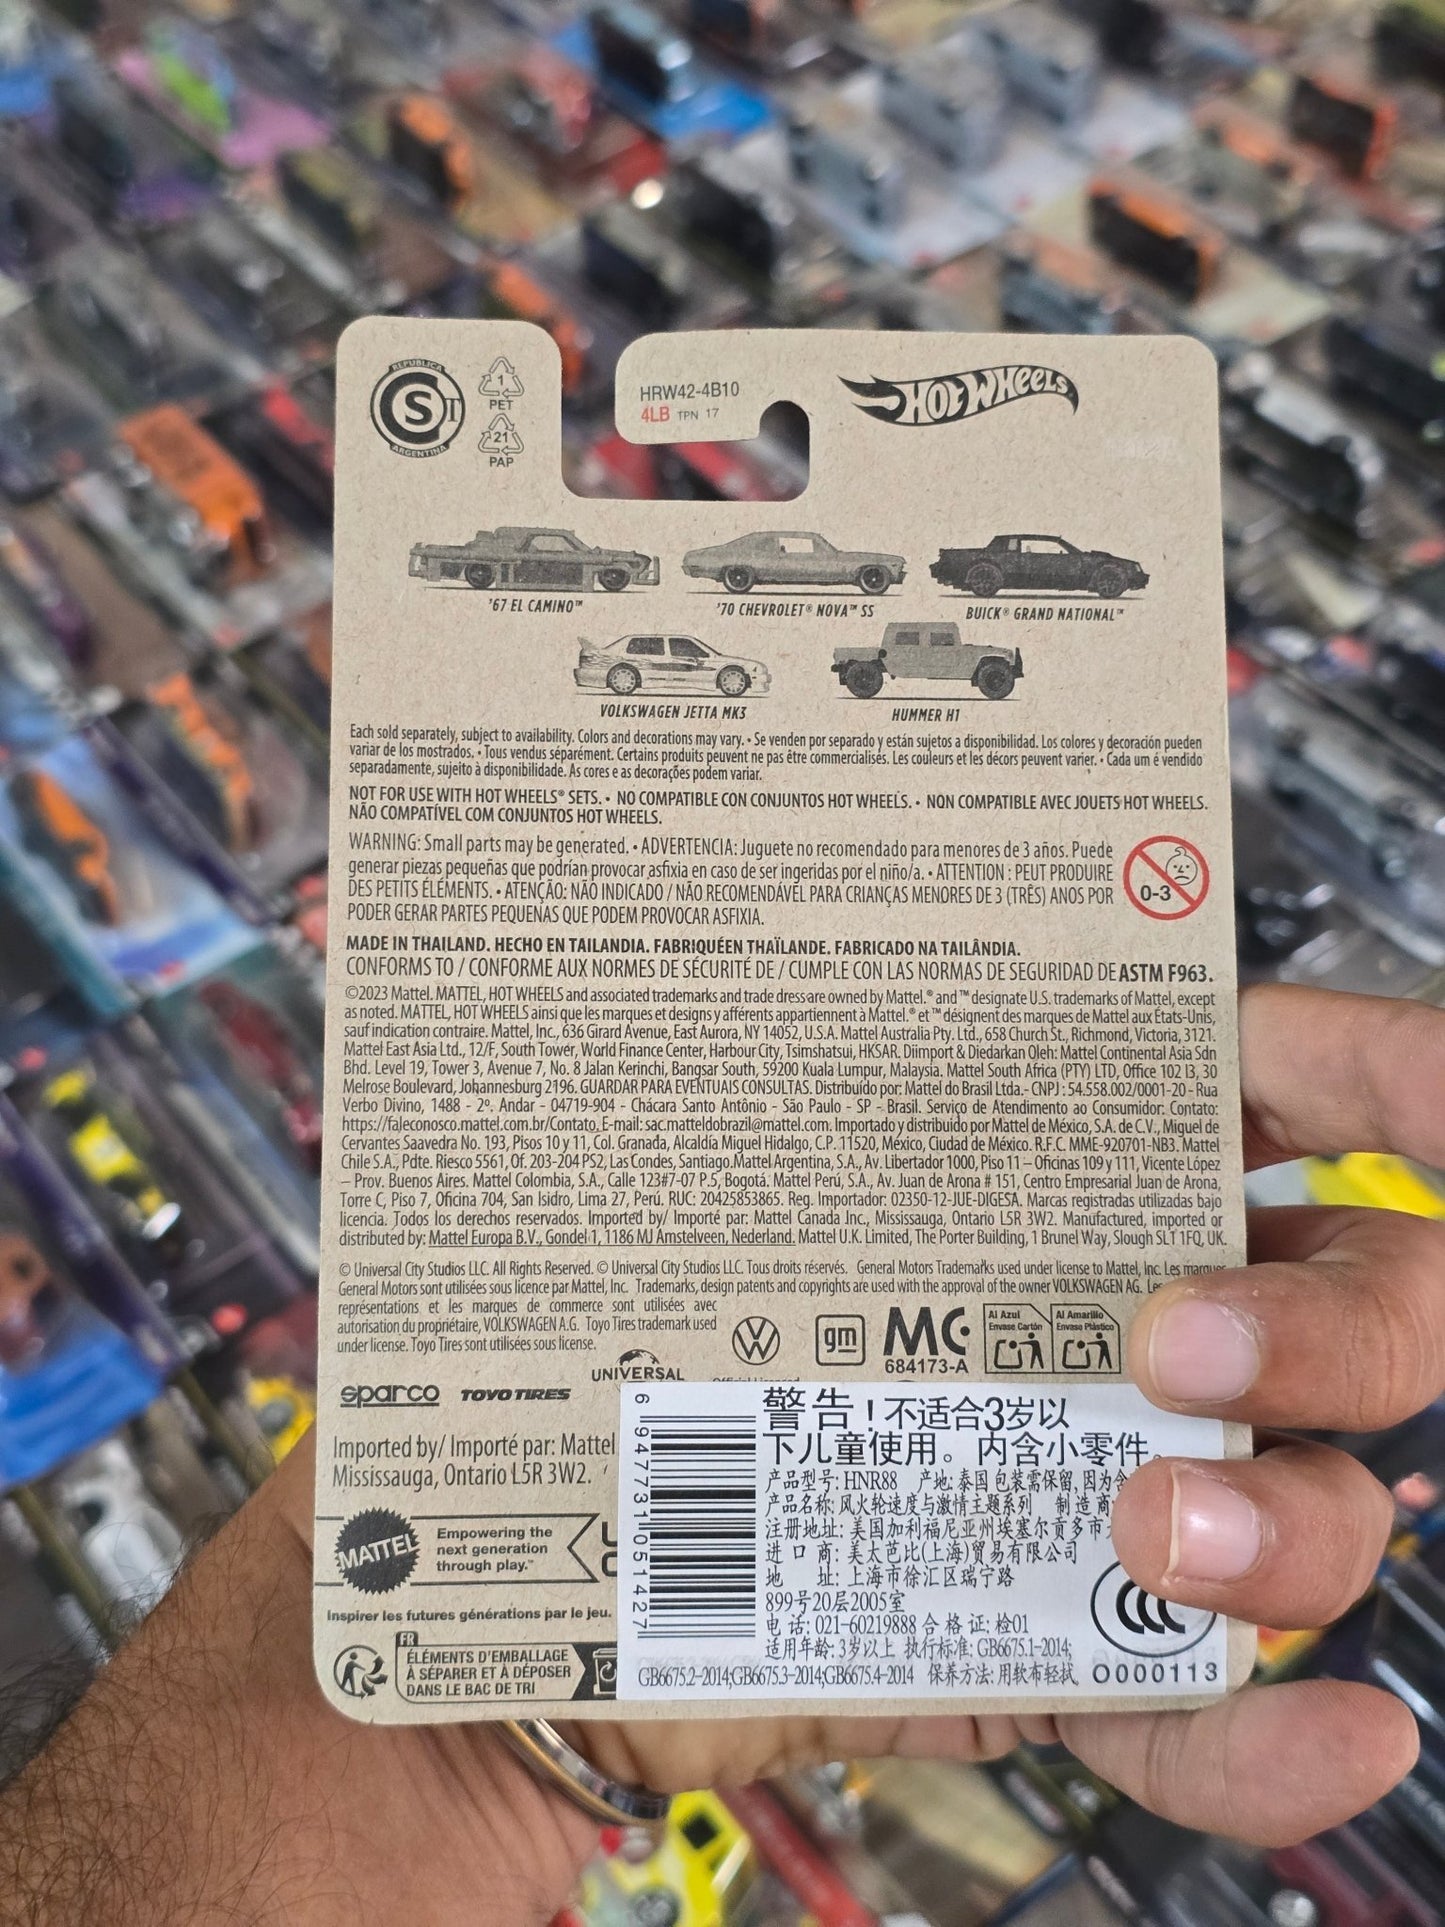 REPUBLICA
CS T
ARGENTINA
1
PET
21
PAP
HRW42-4B10
4LB TPN 17
HOT WHEELS
'67 EL CAMINO™
'70 CHEVROLET® NOVA™ SS
BUICK® GRAND NATIONAL™
VOLKSWAGEN JETTA MK3
HUMMER H1
Each sold separately, subject to availability. Colors and decorations may vary. • Se venden por separado y están sujetos a disponibilidad. Los colores y decoración pueden
variar de los mostrados. • Tous vendus séparément. Certains produits peuvent ne pas être commercialisés. Les couleurs et les décors peuvent varier. • Cada um é vendido
separadamente, sujeito à disponibilidade. As cores e as decorações podem variar.
NOT FOR USE WITH HOT WHEELS® SETS. • NO COMPATIBLE CON CONJUNTOS HOT WHEELS. • NON COMPATIBLE AVEC JOUETS HOT WHEELS.
NÃO COMPATÍVEL COM CONJUNTOS HOT WHEELS.
WARNING: Small parts may be generated. • ADVERTENCIA: Juguete no recomendado para menores de 3 años. Puede
generar piezas pequeñas que podrían provocar asfixia en caso de ser ingeridas por el niño/a. • ATTENTION : PEUT PRODUIRE
DES PETITS ÉLÉMENTS. • ATENÇÃO: NÃO INDICADO / NÃO RECOMENDÁVEL PARA CRIANÇAS MENORES DE 3 (TRÊS) ANOS POR
PODER GERAR PARTES PEQUENAS QUE PODEM PROVOCAR ASFIXIA.
0-3
MADE IN THAILAND. HECHO EN TAILANDIA. FABRIQUÉ EN THAÏLANDE. FABRICADO NA TAILÂNDIA.
CONFORMS TO / CONFORME AUX NORMES DE SÉCURITÉ DE / CUMPLE CON LAS NORMAS DE SEGURIDAD DE ASTM F963.
©2023 Mattel. MATTEL, HOT WHEELS and associated trademarks and trade dress are owned by Mattel. ® and ™ designate U.S. trademarks of Mattel, except
as noted. MATTEL, HOT WHEELS ainsi que les marques et designs y afférents appartiennent à Mattel. ® et ™ désignent des marques de Mattel aux États-Unis,
sauf indication contraire. Mattel, Inc., 636 Girard Avenue, East Aurora, NY 14052, U.S.A. Mattel Australia Pty. Ltd., 658 Church St., Richmond, Victoria, 3121.
Mattel East Asia Ltd., 12/F, South Tower, World Finance Center, Harbour City, Tsimshatsui, HKSAR. Diimport & Diedarkan Oleh: Mattel Continental Asia Sdn
Bhd. Level 19, Tower 3, Avenue 7, No. 8 Jalan Kerinchi, Bangsar South, 59200 Kuala Lumpur, Malaysia. Mattel South Africa (PTY) LTD, Office 102 I3, 30
Melrose Boulevard, Johannesburg 2196. GUARDAR PARA EVENTUAIS CONSULTAS. Distribuído por: Mattel do Brasil Ltda.- CNPJ : 54.558.002/0001-20 - Rua
Verbo Divino, 1488 - 2º. Andar - 04719-904 - Chácara Santo Antônio - São Paulo - SP - Brasil. Serviço de Atendimento ao Consumidor: Contato:
https://faleconosco.mattel.com.br/Contato. E-mail: sac.matteldobrazil@mattel.com. Importado y distribuido por Mattel de México, S.A. de C.V., Miguel de
Cervantes Saavedra No. 193, Pisos 10 y 11, Col. Granada, Alcaldía Miguel Hidalgo, C.P. 11520, México, Ciudad de México. R.F.C. MME-920701-NB3. Mattel
Chile S.A., Pdte. Riesco 5561, Of. 203-204 PS2, Las Condes, Santiago. Mattel Argentina, S.A., Av. Libertador 1000, Piso 11 – Oficinas 109 y 111, Vicente López
– Prov. Buenos Aires. Mattel Colombia, S.A., Calle 123#7-07 P.5, Bogotá. Mattel Perú, S.A., Av. Juan de Arona # 151, Centro Empresarial Juan de Arona,
Torre C, Piso 7, Oficina 704, San Isidro, Lima 27, Perú. RUC: 20425853865. Reg. Importador: 02350-12-JUE-DIGESA. Marcas registradas utilizadas bajo
licencia. Todos los derechos reservados. Imported by/ Importé par: Mattel Canada Inc., Mississauga, Ontario L5R 3W2. Manufactured, imported or
distributed by: Mattel Europa B.V., Gondel 1, 1186 MJ Amstelveen, Nederland. Mattel U.K. Limited, The Porter Building, 1 Brunel Way, Slough SL1 1FQ, UK.
© Universal City Studios LLC. All Rights Reserved. © Universal City Studios LLC. Tous droits réservés. General Motors Trademarks used under license to Mattel, Inc. Les marques
General Motors sont utilisées sous licence par Mattel, Inc. Trademarks, design patents and copyrights are used with the approval of the owner VOLKSWAGEN AG. Les
représentations et les marques de commerce sont utilisées avec
autorisation du propriétaire, VOLKSWAGEN A.G. Toyo Tires trademark used
under license. Toyo Tires sont utilisées sous license.
gm
MC
684173-A
Al Azul
Envase Cartón
Al Amarillo
Envase Plástico
UNIVERSAL
sparco
TOYO TIRES
Imported by/ Importé par: Mattel
Mississauga, Ontario L5R 3W2.
MATTEL
Empowering the
next generation
through play.™
Inspirer les futures générations par le jeu.
FR
ÉLÉMENTS D'EMBALLAGE
À SÉPARER ET À DÉPOSER
DANS LE BAC DE TRI
6 947731 051427
警告！不适合3岁以
下儿童使用。内含小零件。
产品型号: HNR88 产地: 泰国 包装需保留, 因为含
产品名称: 风火轮速度与激情主题系列 制造商
注册地址: 美国加利福尼亚州埃塞尔贡多市
进口商: 美太芭比(上海)贸易有限公司
地址: 上海市徐汇区瑞宁路
899号20层2005室
电话: 021-60219888 合格证: 检01
适用年龄: 3岁以上 执行标准: GB6675.1-2014;
GB6675.2-2014;GB6675.3-2014;GB6675.4-2014 保养方法: 用软布轻拭
O000113